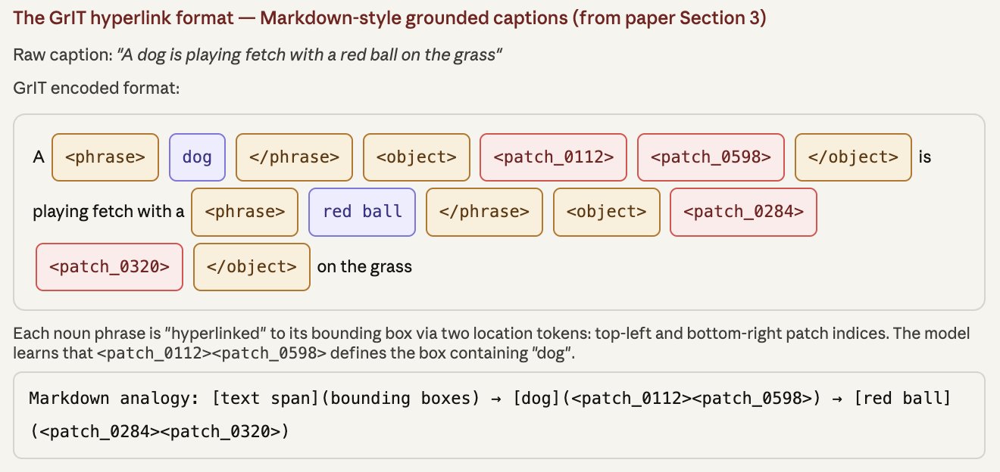 The GrIT hyperlink format — Markdown-style grounded captions (from paper Section 3)
Raw caption: "A dog is playing fetch with a red ball on the grass"
GrIT encoded format:
A <phrase> dog </phrase> <object> <patch_0112> <patch_0598> </object> is
playing fetch with a <phrase> red ball </phrase> <object> <patch_0284>
<patch_0320> </object> on the grass
Each noun phrase is "hyperlinked" to its bounding box via two location tokens: top-left and bottom-right patch indices. The model
learns that <patch_0112><patch_0598> defines the box containing "dog".
Markdown analogy: [text span](bounding boxes) → [dog](<patch_0112><patch_0598>) → [red ball]
(<patch_0284><patch_0320>)